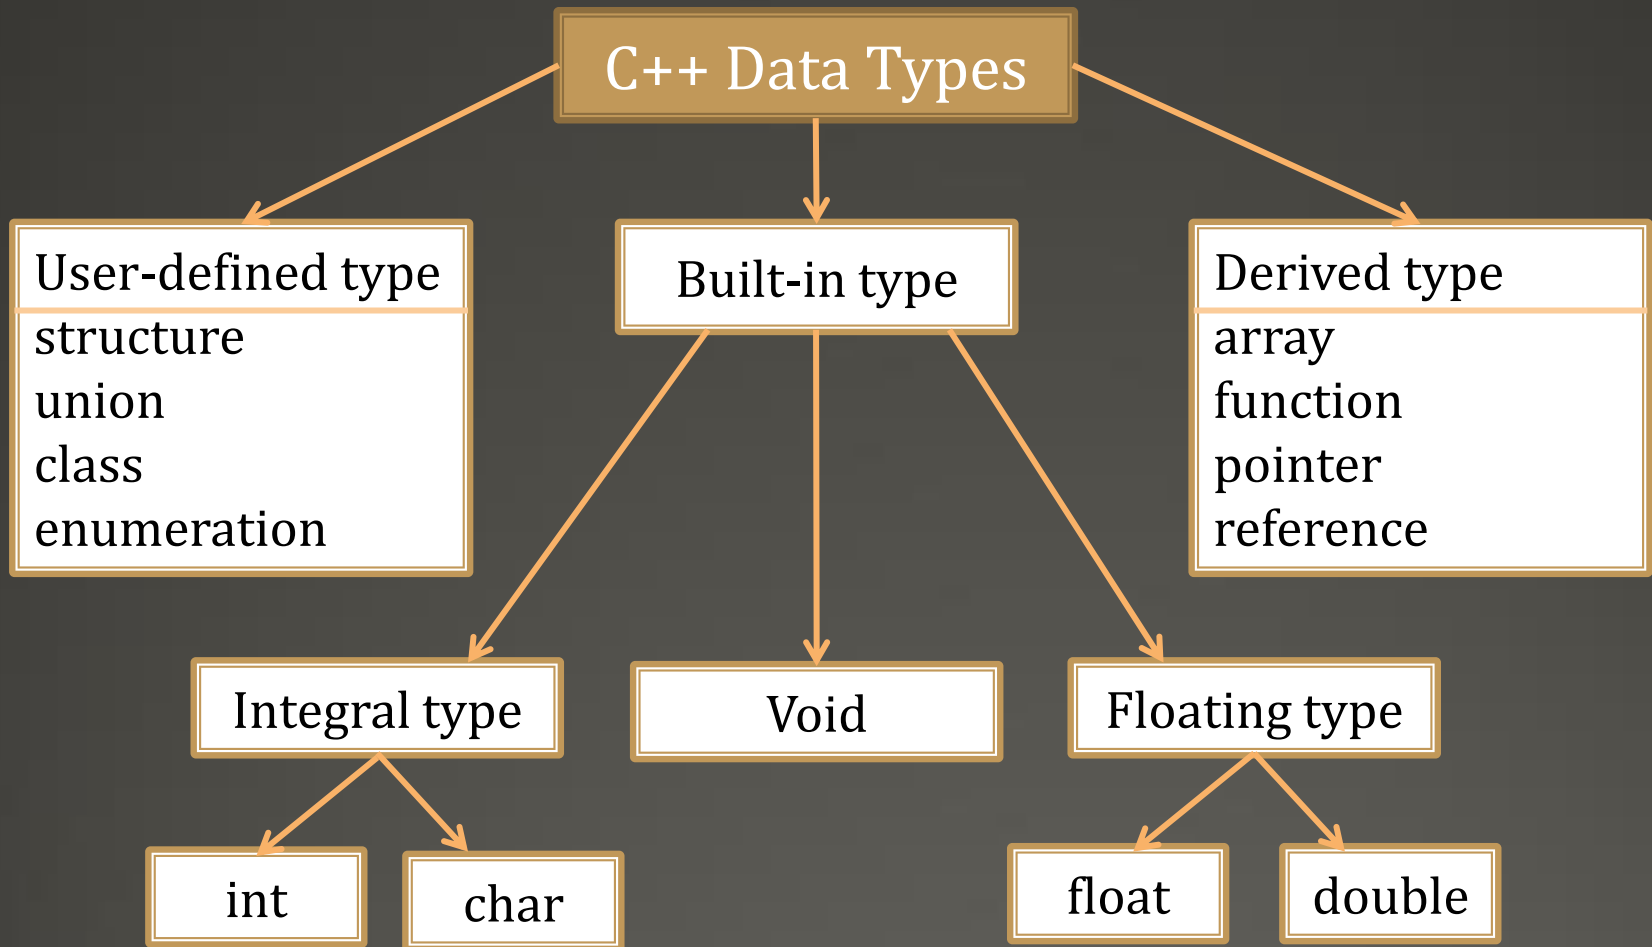 C++ Data Types
User-defined type
structure
union
class
enumeration
Built-in type
Derived type
array
function
pointer
reference
Integral type
Void
Floating type
int
char
float
double